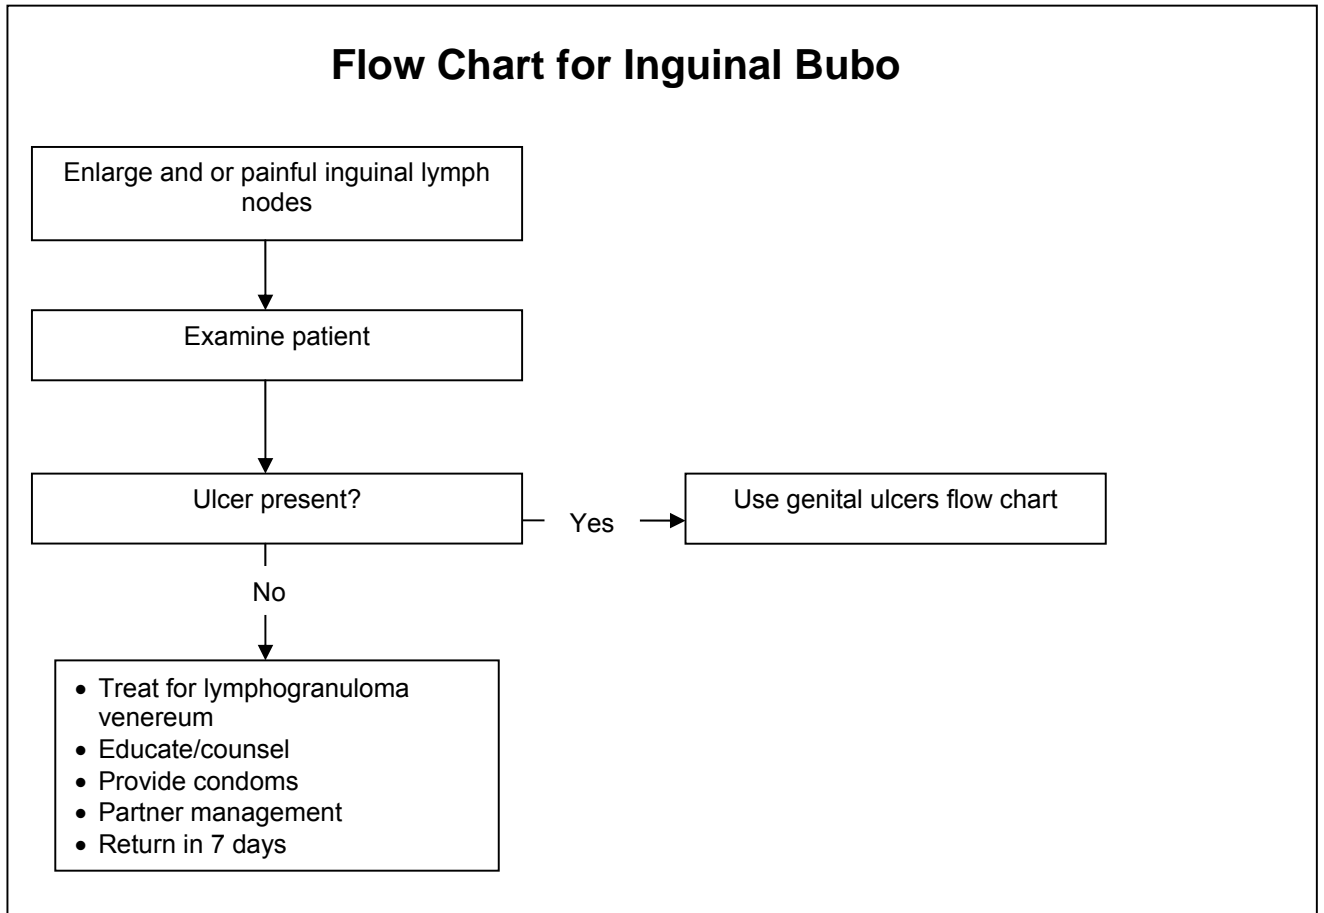 Flow Chart for Inguinal Bubo
Enlarge and or painful inguinal lymph
nodes
Examine patient
Ulcer present?
Yes
Use genital ulcers flow chart
No
• Treat for lymphogranuloma
venereum
• Educate/counsel
• Provide condoms
• Partner management
• Return in 7 days